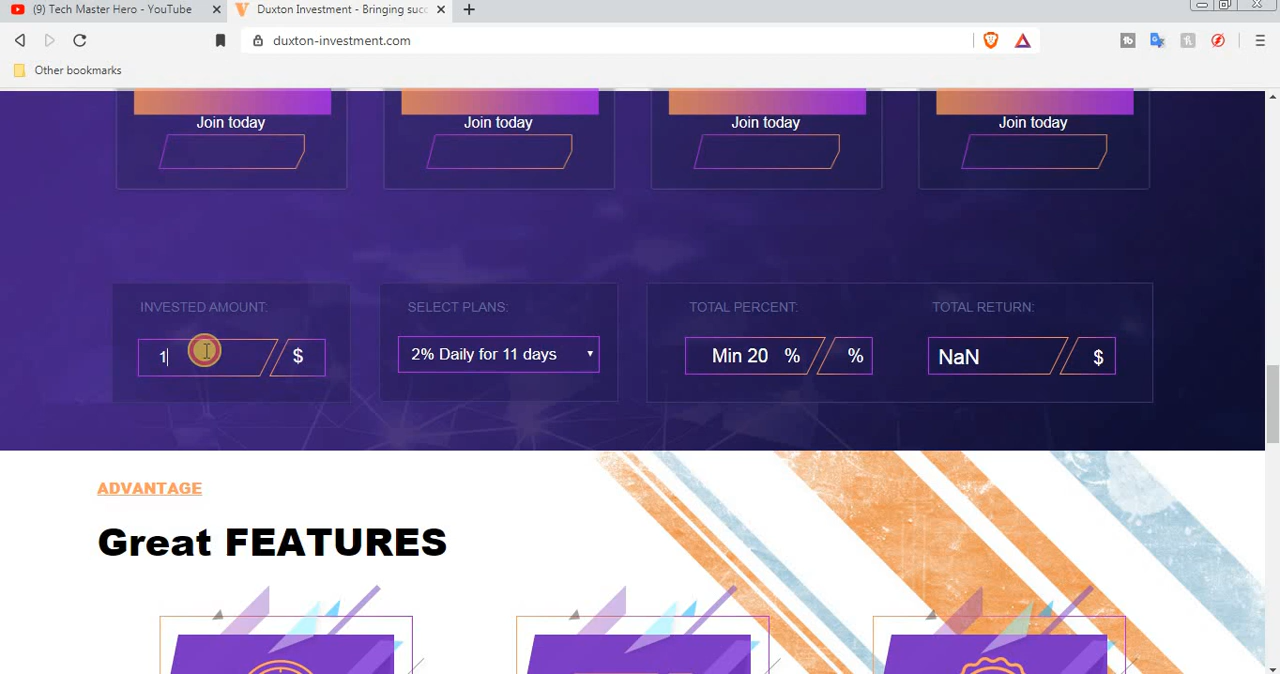 (9) Tech Master Hero - YouTube
Duxton Investment - Bringing succ
duxton-investment.com
Other bookmarks
Join today
Join today
Join today
Join today
INVESTED AMOUNT:
1
$
SELECT PLANS:
2% Daily for 11 days
TOTAL PERCENT:
Min 20 %
%
TOTAL RETURN:
NaN
$
ADVANTAGE
Great FEATURES